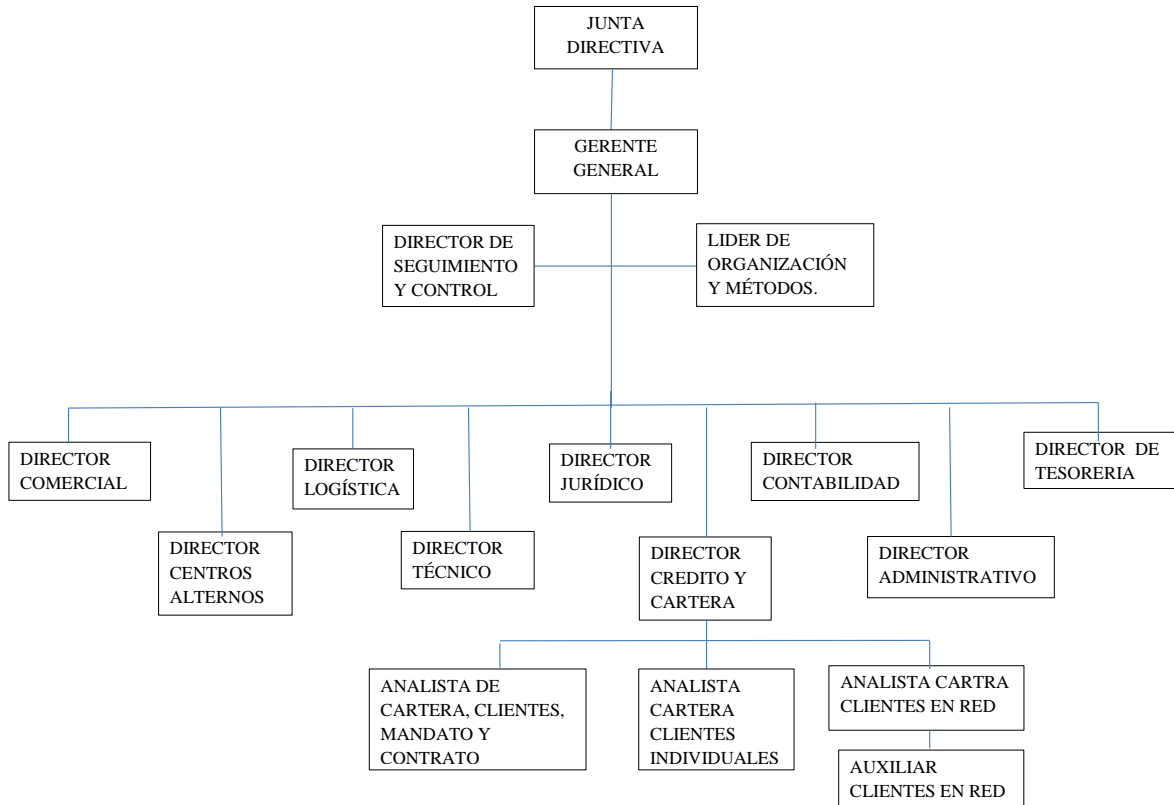 JUNTA
DIRECTIVA
GERENTE
GENERAL
DIRECTOR DE
SEGUIMIENTO
Y CONTROL
LIDER DE
ORGANIZACIÓN
Y MÉTODOS.
DIRECTOR
COMERCIAL
DIRECTOR
LOGÍSTICA
DIRECTOR
JURÍDICO
DIRECTOR
CONTABILIDAD
DIRECTOR DE
TESORERIA
DIRECTOR
CENTROS
ALTERNOS
DIRECTOR
TÉCNICO
DIRECTOR
CREDITO Y
CARTERA
DIRECTOR
ADMINISTRATIVO
ANALISTA DE
CARTERA, CLIENTES,
MANDATO Y
CONTRATO
ANALISTA
CARTERA
CLIENTES
INDIVIDUALES
ANALISTA CARTRA
CLIENTES EN RED
AUXILIAR
CLIENTES EN RED